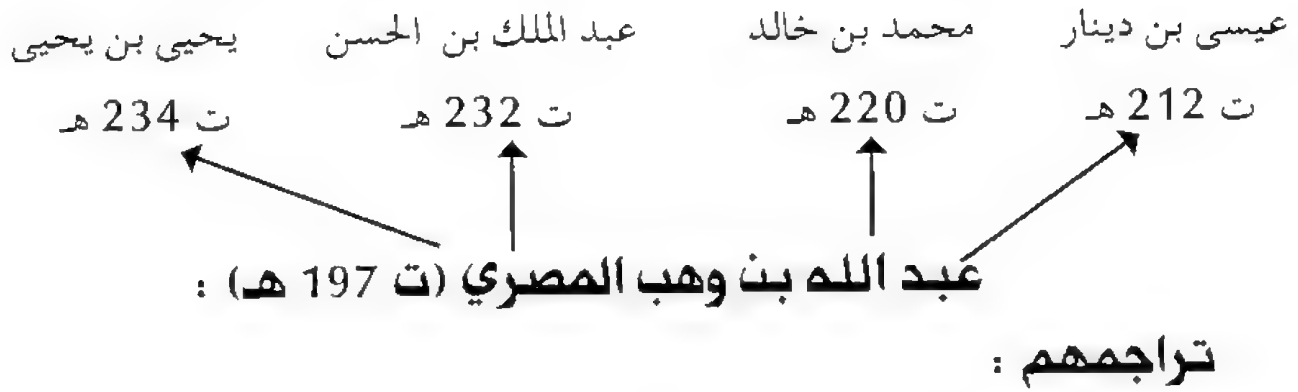 عيسى بن دينار محمد بن خالد عبد الملك بن الحسن يحيى بن يحيى
ت 212 هـ ت 220 هـ ت 232 هـ ت 234 هـ
عبد الله بن وهب المصري (ت 197 هـ) :
تراجمهم :